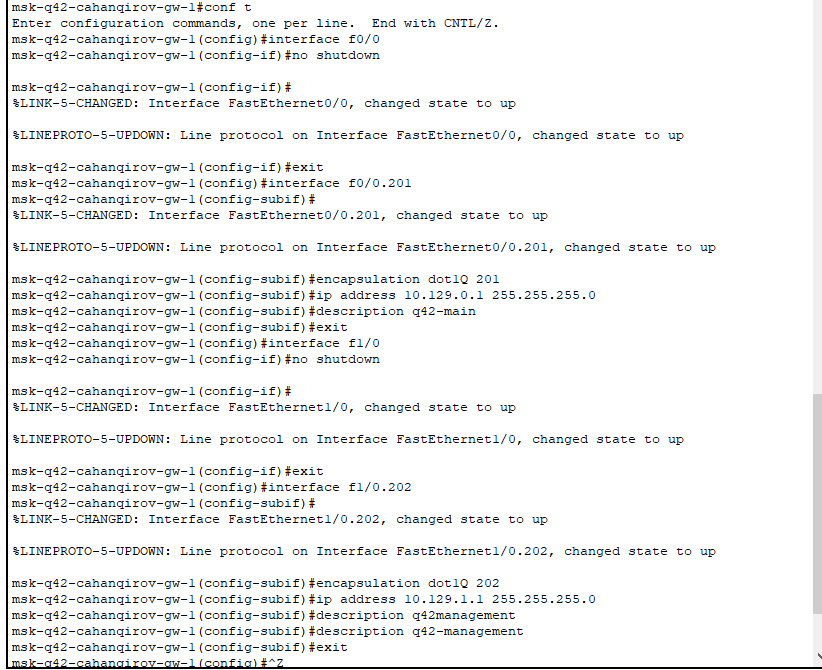 msk-q42-cahanqirov-gw-1#conf t
Enter configuration commands, one per line.  End with CNTL/Z.
msk-q42-cahanqirov-gw-1(config)#interface f0/0
msk-q42-cahanqirov-gw-1(config-if)#no shutdown
msk-q42-cahanqirov-gw-1(config-if)#
%LINK-5-CHANGED: Interface FastEthernet0/0, changed state to up
%LINEPROTO-5-UPDOWN: Line protocol on Interface FastEthernet0/0, changed state to up
msk-q42-cahanqirov-gw-1(config-if)#exit
msk-q42-cahanqirov-gw-1(config)#interface f0/0.201
msk-q42-cahanqirov-gw-1(config-subif)#
%LINK-5-CHANGED: Interface FastEthernet0/0.201, changed state to up
%LINEPROTO-5-UPDOWN: Line protocol on Interface FastEthernet0/0.201, changed state to up
msk-q42-cahanqirov-gw-1(config-subif)#encapsulation dot1Q 201
msk-q42-cahanqirov-gw-1(config-subif)#ip address 10.129.0.1 255.255.255.0
msk-q42-cahanqirov-gw-1(config-subif)#description q42-main
msk-q42-cahanqirov-gw-1(config-subif)#exit
msk-q42-cahanqirov-gw-1(config)#interface f1/0
msk-q42-cahanqirov-gw-1(config-if)#no shutdown
msk-q42-cahanqirov-gw-1(config-if)#
%LINK-5-CHANGED: Interface FastEthernet1/0, changed state to up
%LINEPROTO-5-UPDOWN: Line protocol on Interface FastEthernet1/0, changed state to up
msk-q42-cahanqirov-gw-1(config-if)#exit
msk-q42-cahanqirov-gw-1(config)#interface f1/0.202
msk-q42-cahanqirov-gw-1(config-subif)#
%LINK-5-CHANGED: Interface FastEthernet1/0.202, changed state to up
%LINEPROTO-5-UPDOWN: Line protocol on Interface FastEthernet1/0.202, changed state to up
msk-q42-cahanqirov-gw-1(config-subif)#encapsulation dot1Q 202
msk-q42-cahanqirov-gw-1(config-subif)#ip address 10.129.1.1 255.255.255.0
msk-q42-cahanqirov-gw-1(config-subif)#description q42management
msk-q42-cahanqirov-gw-1(config-subif)#description q42-management
msk-q42-cahanqirov-gw-1(config-subif)#exit
msk-q42-cahanqirov-gw-1(config)#^Z